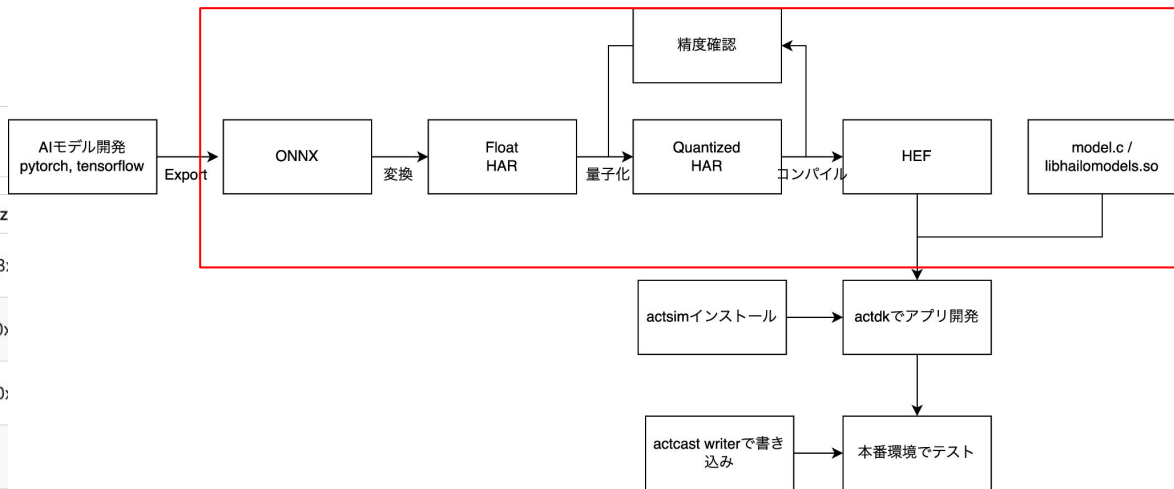 精度確認
AIモデル開発
pytorch, tensorflow
Export
ONNX
変換
Float
HAR
量子化
Quantized
HAR
コンパイル
HEF
model.c /
libhailomodels.so
actsimインストール
actdkでアプリ開発
actcast writerで書き
込み
本番環境でテスト